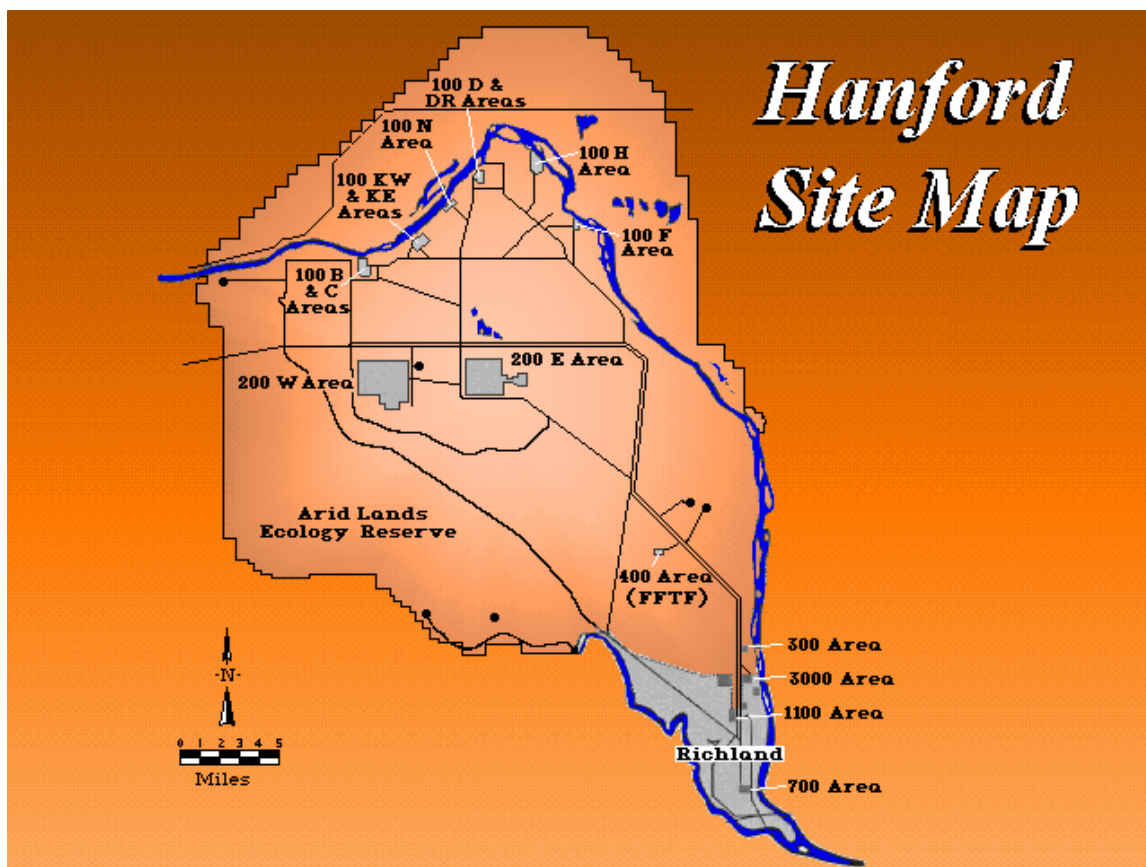 Hanford
Site Map
100 D &
DR Areas
100 N
Area
100 H
Area
100 KW
& KE
Areas
100 F
Area
100 B
& C
Areas
200 E Area
200 W Area
Arid Lands
Ecology Reserve
400 Area
(FFTF)
300 Area
3000 Area
1100 Area
Richland
700 Area
-N-
0 1 2 3 4 5
Miles